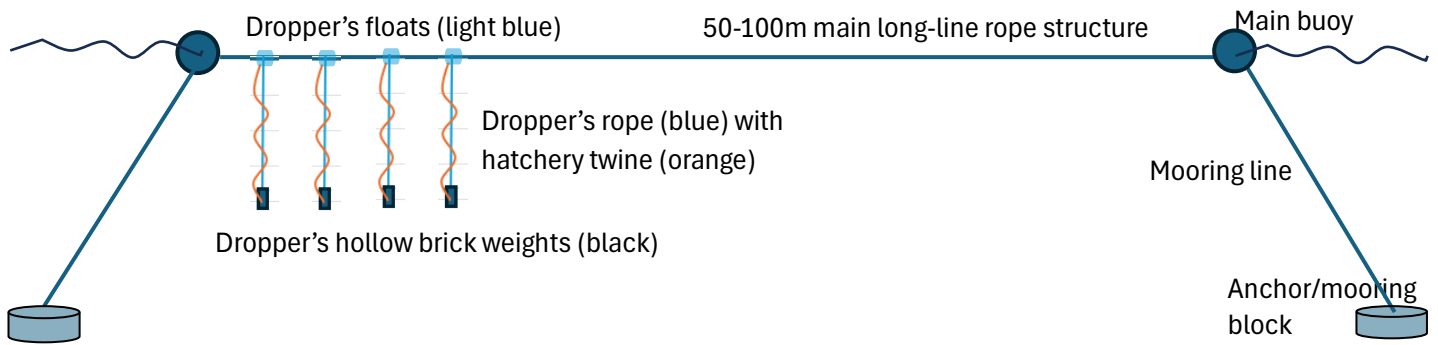 Dropper’s floats (light blue)
50-100m main long-line rope structure
Main buoy
Dropper’s rope (blue) with
hatchery twine (orange)
Mooring line
Dropper’s hollow brick weights (black)
Anchor/mooring
block